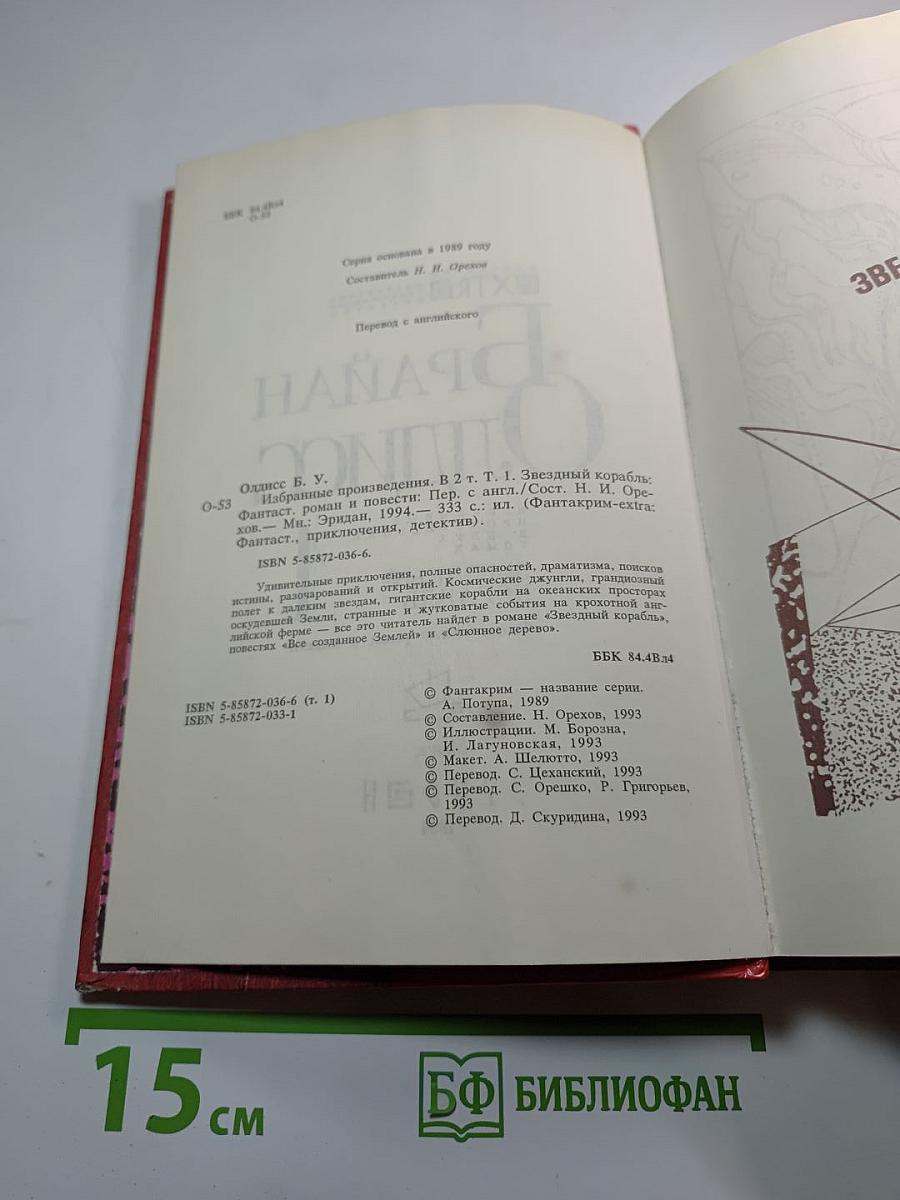 ББК 84.4Вл4
О-53
Серия основана в 1989 году
Составитель Н. И. Орехов
Перевод с английского
Олдисс Б. У.
О-53 Избранные произведения. В 2 т. Т. 1. Звездный корабль:
Фантаст. роман и повести: Пер. с англ./Сост. Н. И. Оре-
хов.— Мн.: Эридан, 1994.— 333 с.: ил. (Фантакрим-extra:
Фантаст., приключения, детектив).
ISBN 5-85872-036-6.
Удивительные приключения, полные опасностей, драматизма, поисков
истины, разочарований и открытий. Космические джунгли, грандиозный
полет к далеким звездам, гигантские корабли на океанских просторах
оскудевшей Земли, странные и жутковатые события на крохотной анг-
лийской ферме — все это читатель найдет в романе «Звездный корабль»,
повестях «Все созданное Землей» и «Слюнное дерево».
ББК 84.4Вл4
ISBN 5-85872-036-6 (т. 1)
ISBN 5-85872-033-1
© Фантакрим — название серии.
А. Потупа, 1989
© Составление. Н. Орехов, 1993
© Иллюстрации. М. Борозна,
И. Лагуновская, 1993
© Макет. А. Шелютто, 1993
© Перевод. С. Цеханский, 1993
© Перевод. С. Орешко, Р. Григорьев,
1993
© Перевод. Д. Скуридина, 1993
ЗВЕ
15 см
БФ БИБЛИОФАН